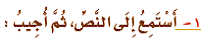 ١ - أَسْتَمِعُ إِلَى النَّصِّ، ثُمَّ أُجِيبُ :